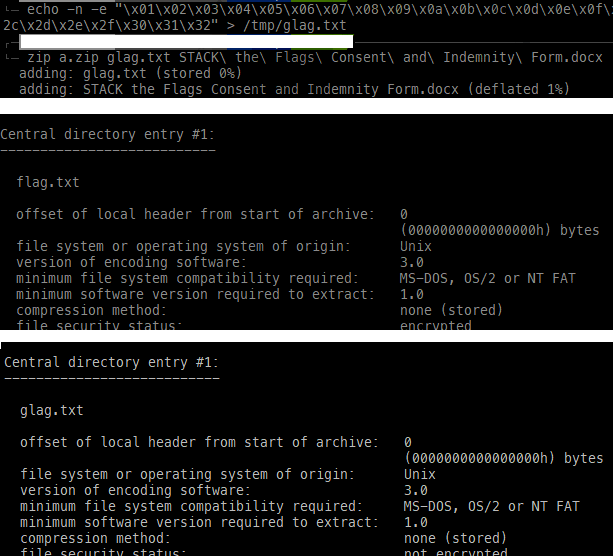 echo -n -e "\x01\x02\x03\x04\x05\x06\x07\x08\x09\x0a\x0b\x0c\x0d\x0e\x0f\x
2c\x2d\x2e\x2f\x30\x31\x32" > /tmp/glag.txt
zip a.zip glag.txt STACK\ the\ Flags\ Consent\ and\ Indemnity\ Form.docx
adding: glag.txt (stored 0%)
adding: STACK the Flags Consent and Indemnity Form.docx (deflated 1%)
Central directory entry #1:
---------------------------
flag.txt
offset of local header from start of archive: 0
(0000000000000000h) bytes
file system or operating system of origin: Unix
version of encoding software: 3.0
minimum file system compatibility required: MS-DOS, OS/2 or NT FAT
minimum software version required to extract: 1.0
compression method: none (stored)
file security status: encrypted
Central directory entry #1:
---------------------------
glag.txt
offset of local header from start of archive: 0
(0000000000000000h) bytes
file system or operating system of origin: Unix
version of encoding software: 3.0
minimum file system compatibility required: MS-DOS, OS/2 or NT FAT
minimum software version required to extract: 1.0
compression method: none (stored)
file security status: not encrypted